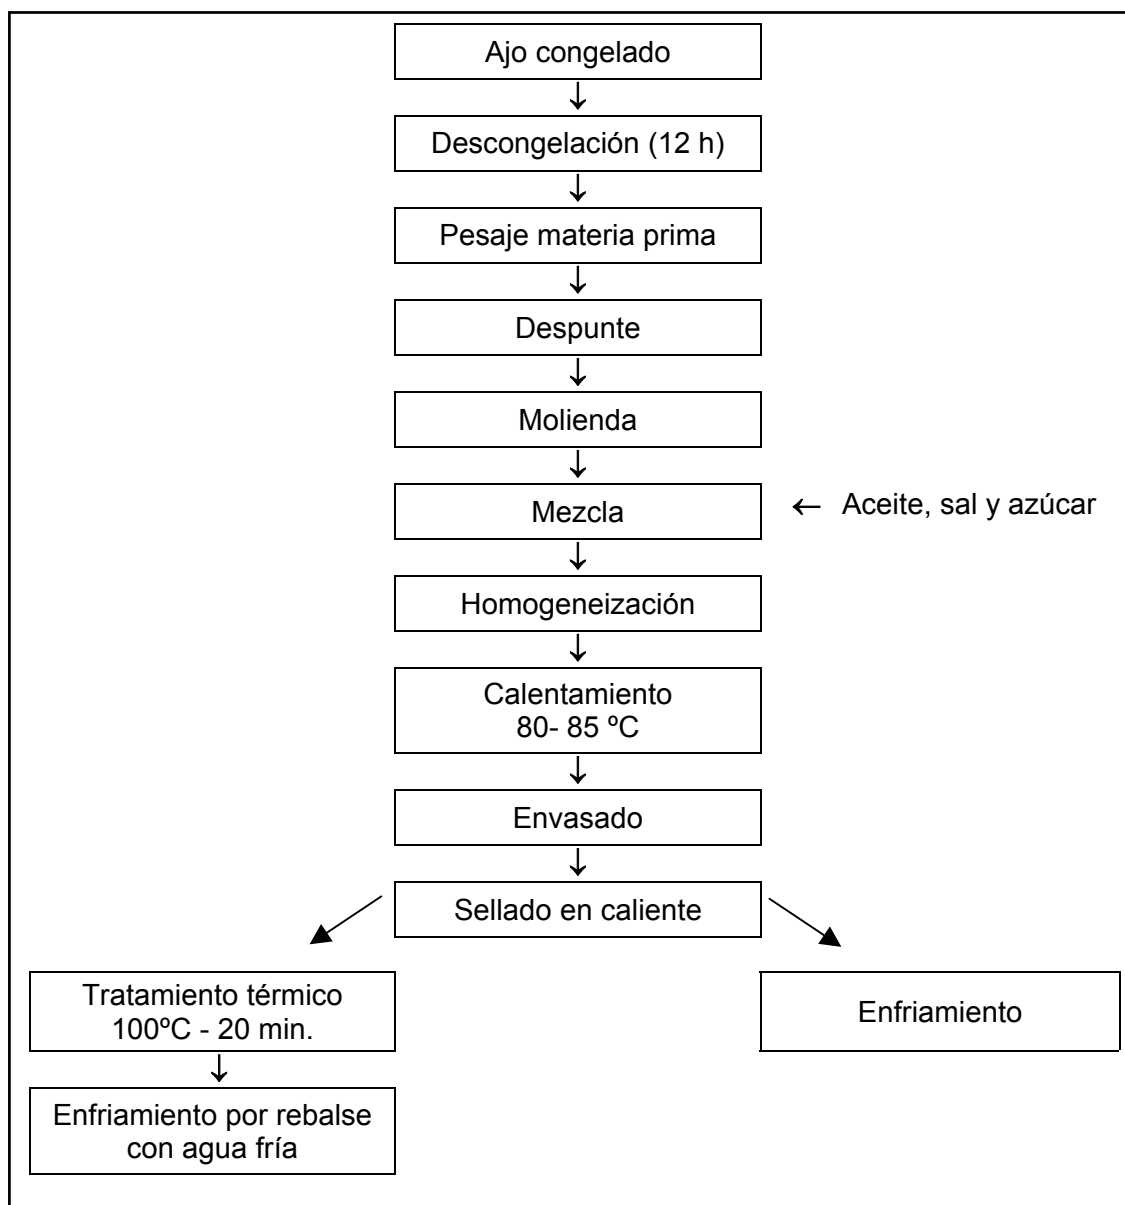 Ajo congelado
↓
Descongelación (12 h)
↓
Pesaje materia prima
↓
Despunte
↓
Molienda
↓
Mezcla ← Aceite, sal y azúcar
↓
Homogeneización
↓
Calentamiento
80- 85 ºC
↓
Envasado
↓
Sellado en caliente
Tratamiento térmico
100ºC - 20 min.
Enfriamiento
↓
Enfriamiento por rebalse
con agua fría